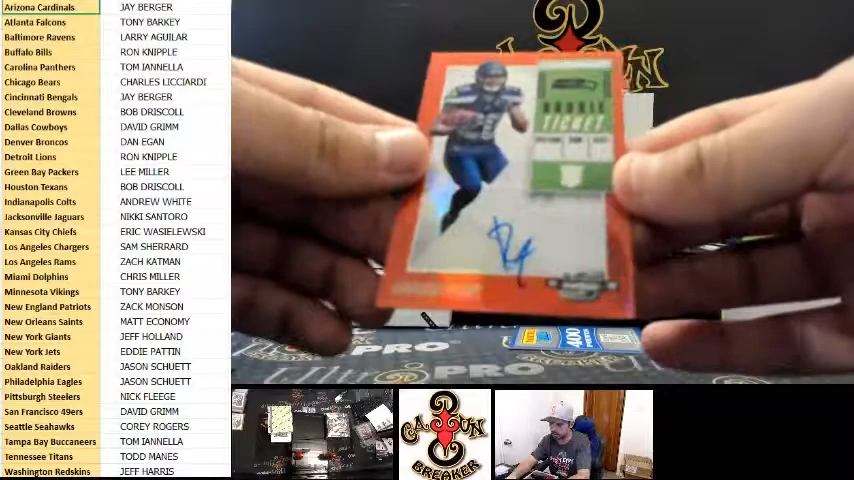 Arizona Cardinals JAY BERGER
Atlanta Falcons TONY BARKEY
Baltimore Ravens LARRY AGUILAR
Buffalo Bills RON KNIPPLE
Carolina Panthers TOM IANNELLA
Chicago Bears CHARLES LICCIARDI
Cincinnati Bengals JAY BERGER
Cleveland Browns BOB DRISCOLL
Dallas Cowboys DAVID GRIMM
Denver Broncos DAN EGAN
Detroit Lions RON KNIPPLE
Green Bay Packers LEE MILLER
Houston Texans BOB DRISCOLL
Indianapolis Colts ANDREW WHITE
Jacksonville Jaguars NIKKI SANTORO
Kansas City Chiefs ERIC WASIELEWSKI
Los Angeles Chargers SAM SHERRARD
Los Angeles Rams ZACH KATMAN
Miami Dolphins CHRIS MILLER
Minnesota Vikings TONY BARKEY
New England Patriots ZACK MONSON
New Orleans Saints MATT ECONOMY
New York Giants JEFF HOLLAND
New York Jets EDDIE PATTIN
Oakland Raiders JASON SCHUETT
Philadelphia Eagles JASON SCHUETT
Pittsburgh Steelers NICK FLEEGE
San Francisco 49ers DAVID GRIMM
Seattle Seahawks COREY ROGERS
Tampa Bay Buccaneers TOM IANNELLA
Tennessee Titans TODD MANES
Washington Redskins JEFF HARRIS
ROOKIE
TICKET
400
PRO
PRO
CAJUN
BREAKER